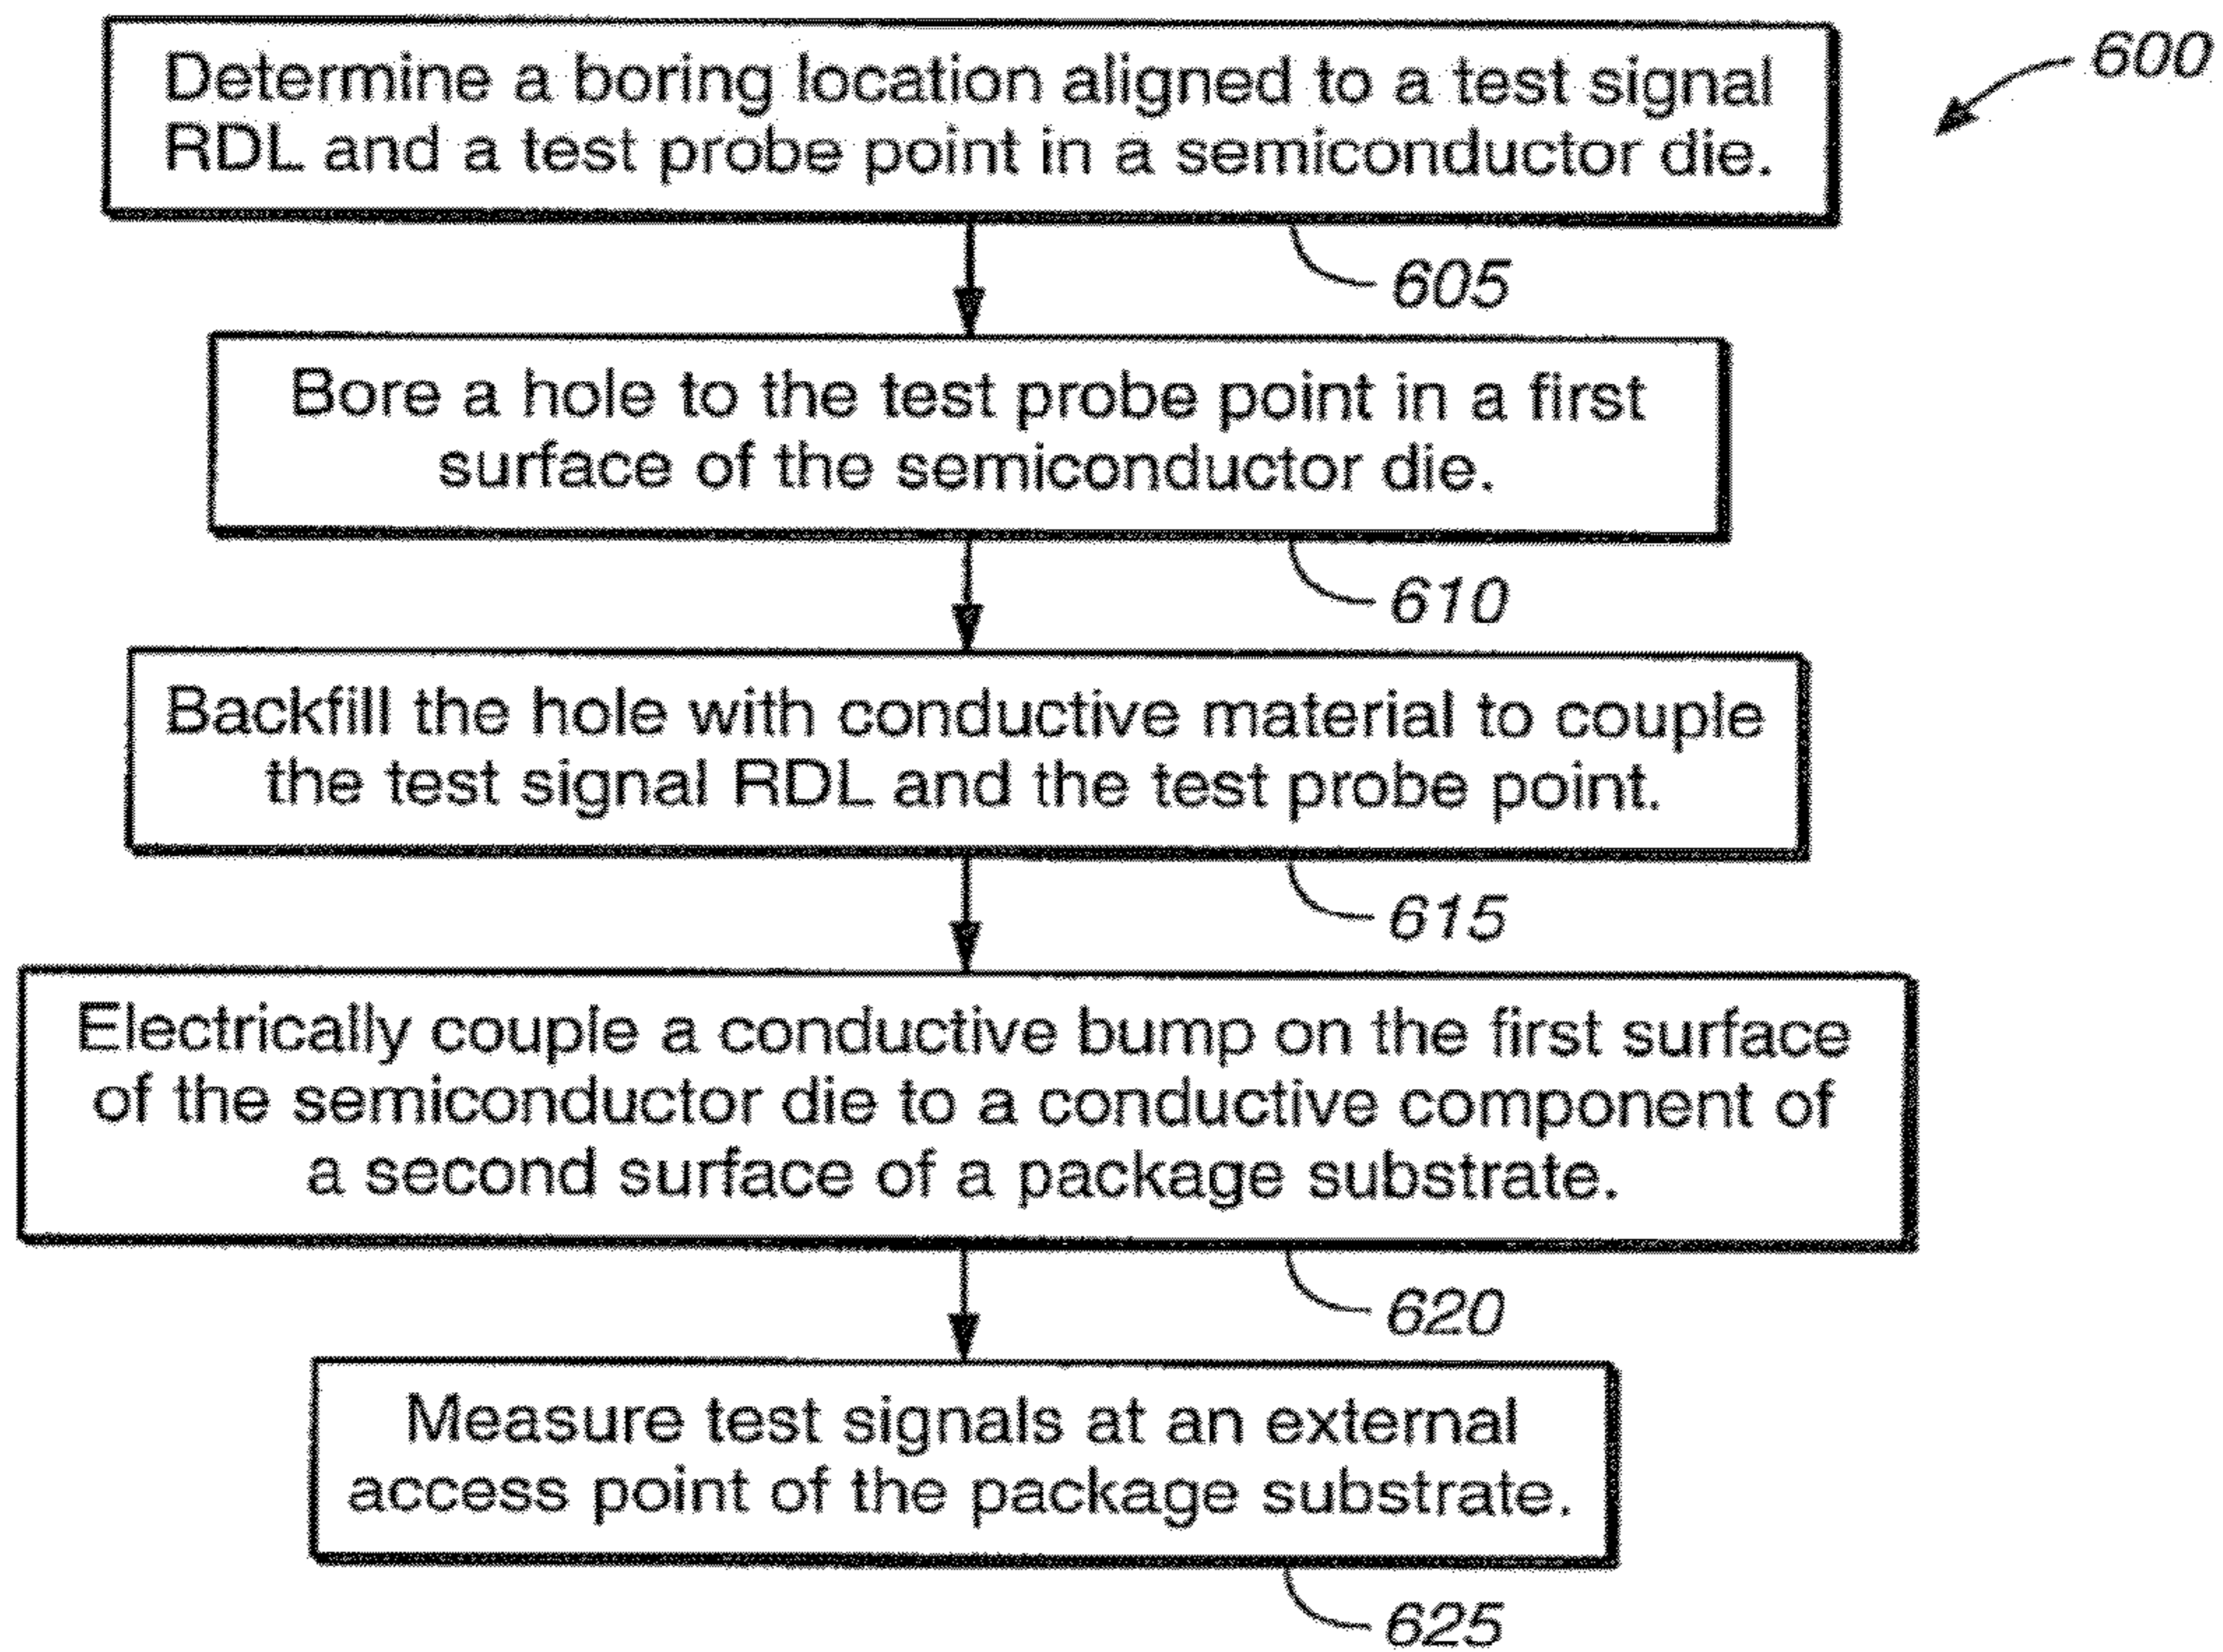 Determine a boring location aligned to a test signal
RDL and a test probe point in a semiconductor die.
600
605
Bore a hole to the test probe point in a first
surface of the semiconductor die.
610
Backfill the hole with conductive material to couple
the test signal RDL and the test probe point.
615
Electrically couple a conductive bump on the first surface
of the semiconductor die to a conductive component of
a second surface of a package substrate.
620
Measure test signals at an external
access point of the package substrate.
625